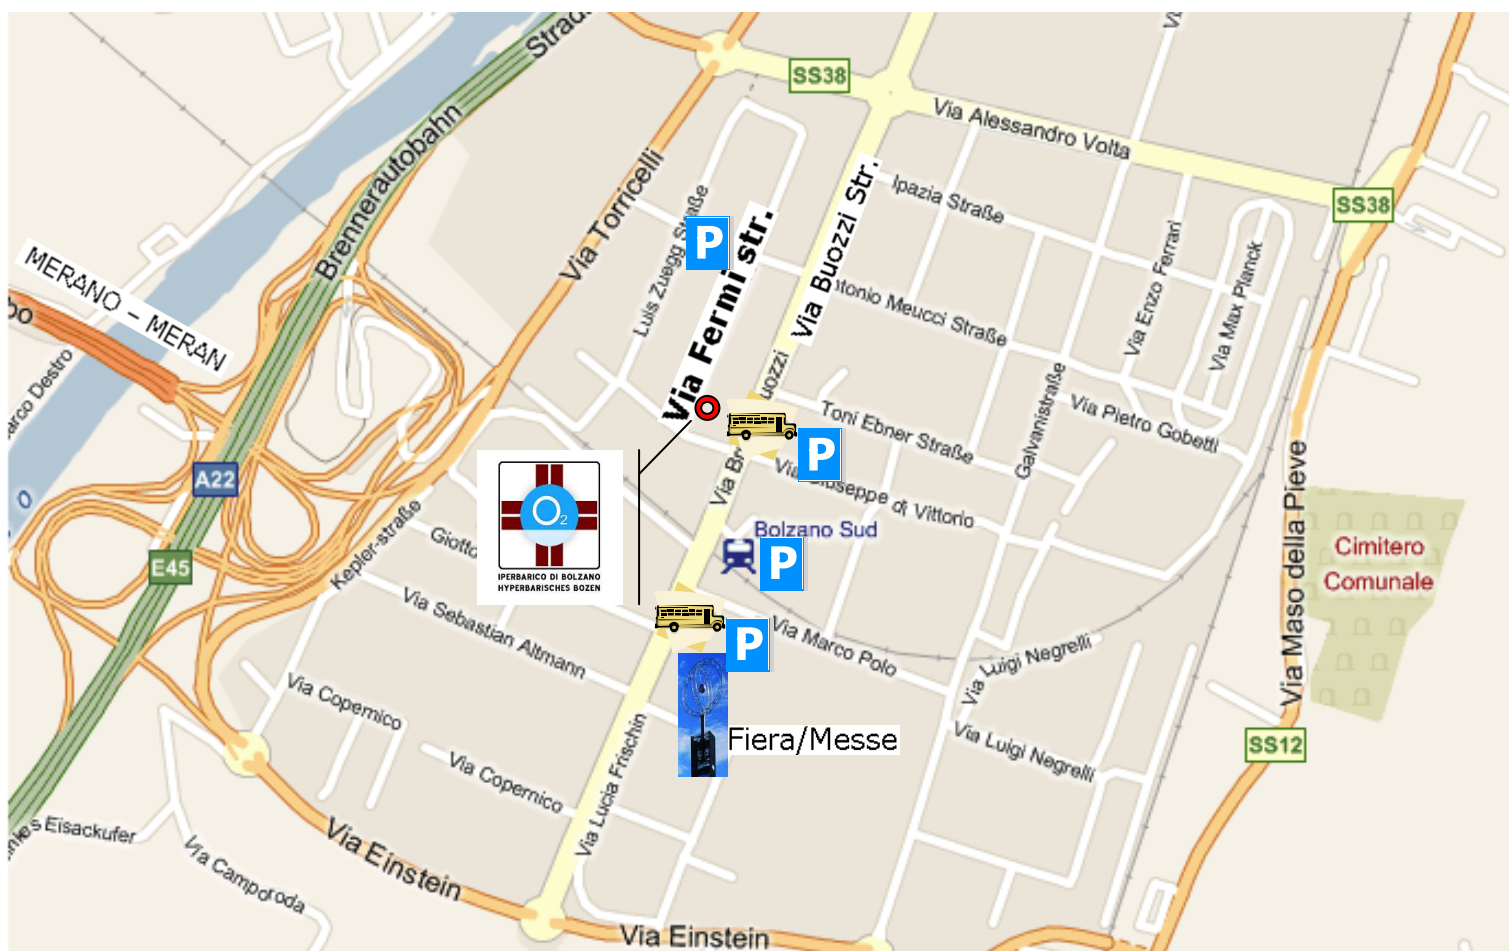 Strada
SS38
Via Alessandro Volta
SS38
Brennerautobahn
Via Torricelli
Luis Zuegg Straße
P
Via Fermi str.
Via Buozzi Str.
Ipazia Straße
Via Enzo Ferrari
Via Max Planck
MERANO - MERAN
Antonio Meucci Straße
Galvanistraße
Via Pietro Gobetti
Toni Ebner Straße
P
Via Giuseppe di Vittorio
A22
E45
Kepler-straße
Giotto
O2
IPERBARICO DI BOLZANO
HYPERBARISCHES BOZEN
Bolzano Sud
P
P
Via Marco Polo
Via Luigi Negrelli
Via Luigi Negrelli
Via Maso della Pieve
Cimitero
Comunale
SS12
Via Sebastian Altmann
Via Copernico
Via Copernico
Via Lucia Frischin
Fiera/Messe
Via Einstein
Via Einstein
s Eisackufer
Via Camporoda